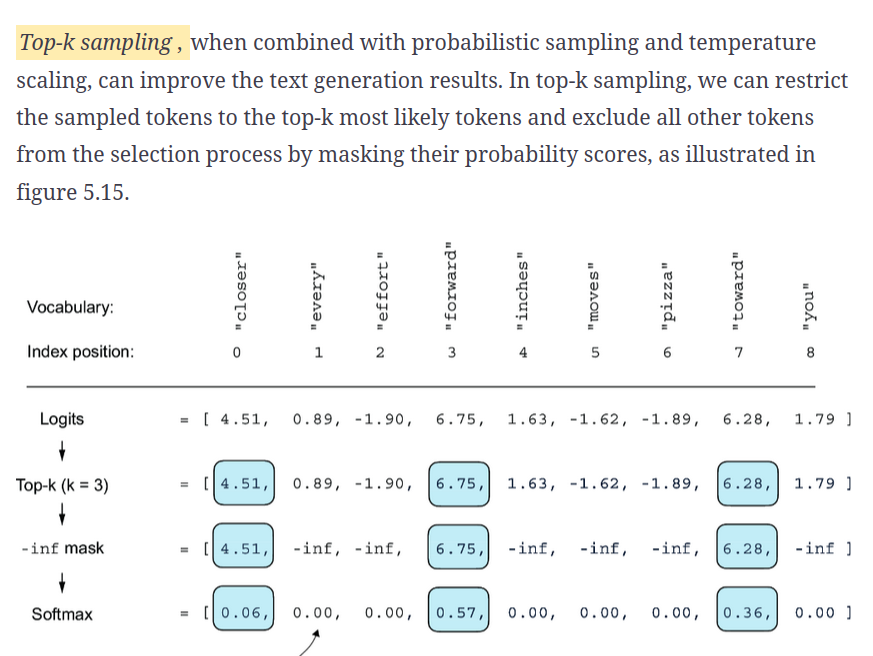 Top-k sampling , when combined with probabilistic sampling and temperature
scaling, can improve the text generation results. In top-k sampling, we can restrict
the sampled tokens to the top-k most likely tokens and exclude all other tokens
from the selection process by masking their probability scores, as illustrated in
figure 5.15.
Vocabulary: "closer" "every" "effort" "forward" "inches" "moves" "pizza" "toward" "you"
Index position: 0 1 2 3 4 5 6 7 8
Logits = [ 4.51, 0.89, -1.90, 6.75, 1.63, -1.62, -1.89, 6.28, 1.79 ]
Top-k (k = 3) = [ 4.51, 0.89, -1.90, 6.75, 1.63, -1.62, -1.89, 6.28, 1.79 ]
-inf mask = [ 4.51, -inf, -inf, 6.75, -inf, -inf, -inf, 6.28, -inf ]
Softmax = [ 0.06, 0.00, 0.00, 0.57, 0.00, 0.00, 0.00, 0.36, 0.00 ]